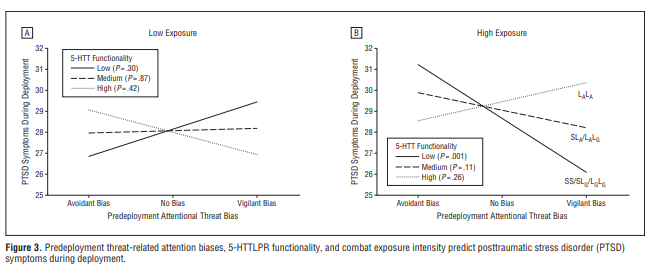 A
Low Exposure
32
31
30
29
28
27
26
25
PTSD Symptoms During Deployment
5-HTT Functionality
Low (P = .30)
Medium (P = .87)
High (P = .42)
Avoidant Bias
No Bias
Vigilant Bias
Predeployment Attentional Threat Bias
B
High Exposure
32
31
30
29
28
27
26
25
PTSD Symptoms During Deployment
LALA
SLA/LALG
SS/SLG/LGLG
5-HTT Functionality
Low (P = .001)
Medium (P = .11)
High (P = .26)
Avoidant Bias
No Bias
Vigilant Bias
Predeployment Attentional Threat Bias
Figure 3. Predeployment threat-related attention biases, 5-HTTLPR functionality, and combat exposure intensity predict posttraumatic stress disorder (PTSD)
symptoms during deployment.